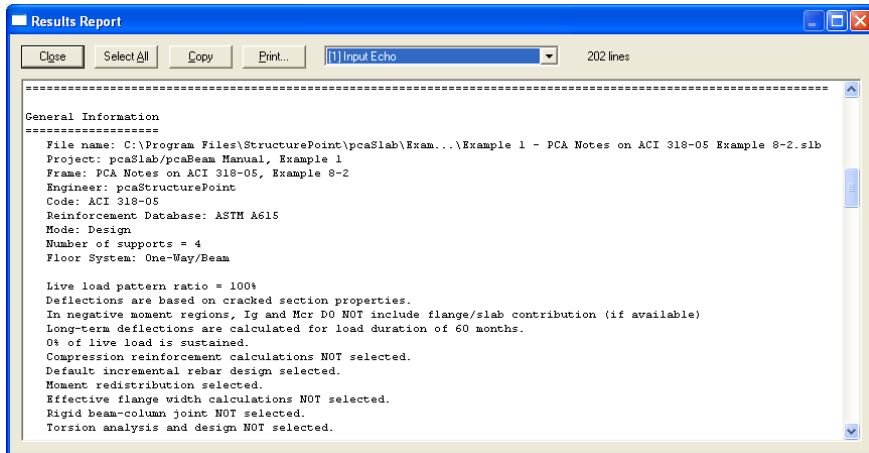 Results Report
Close Select All Copy Print... [1] Input Echo 202 lines
==================================================================================================================
General Information
===================
File name: C:\Program Files\StructurePoint\pcaSlab\Exam...\Example 1 - PCA Notes on ACI 318-05 Example 8-2.slb
Project: pcaSlab/pcaBeam Manual, Example 1
Frame: PCA Notes on ACI 318-05, Example 8-2
Engineer: pcaStructurePoint
Code: ACI 318-05
Reinforcement Database: ASTM A615
Mode: Design
Number of supports = 4
Floor System: One-Way/Beam
Live load pattern ratio = 100%
Deflections are based on cracked section properties.
In negative moment regions, Ig and Mcr DO NOT include flange/slab contribution (if available)
Long-term deflections are calculated for load duration of 60 months.
0% of live load is sustained.
Compression reinforcement calculations NOT selected.
Default incremental rebar design selected.
Moment redistribution selected.
Effective flange width calculations NOT selected.
Rigid beam-column joint NOT selected.
Torsion analysis and design NOT selected.